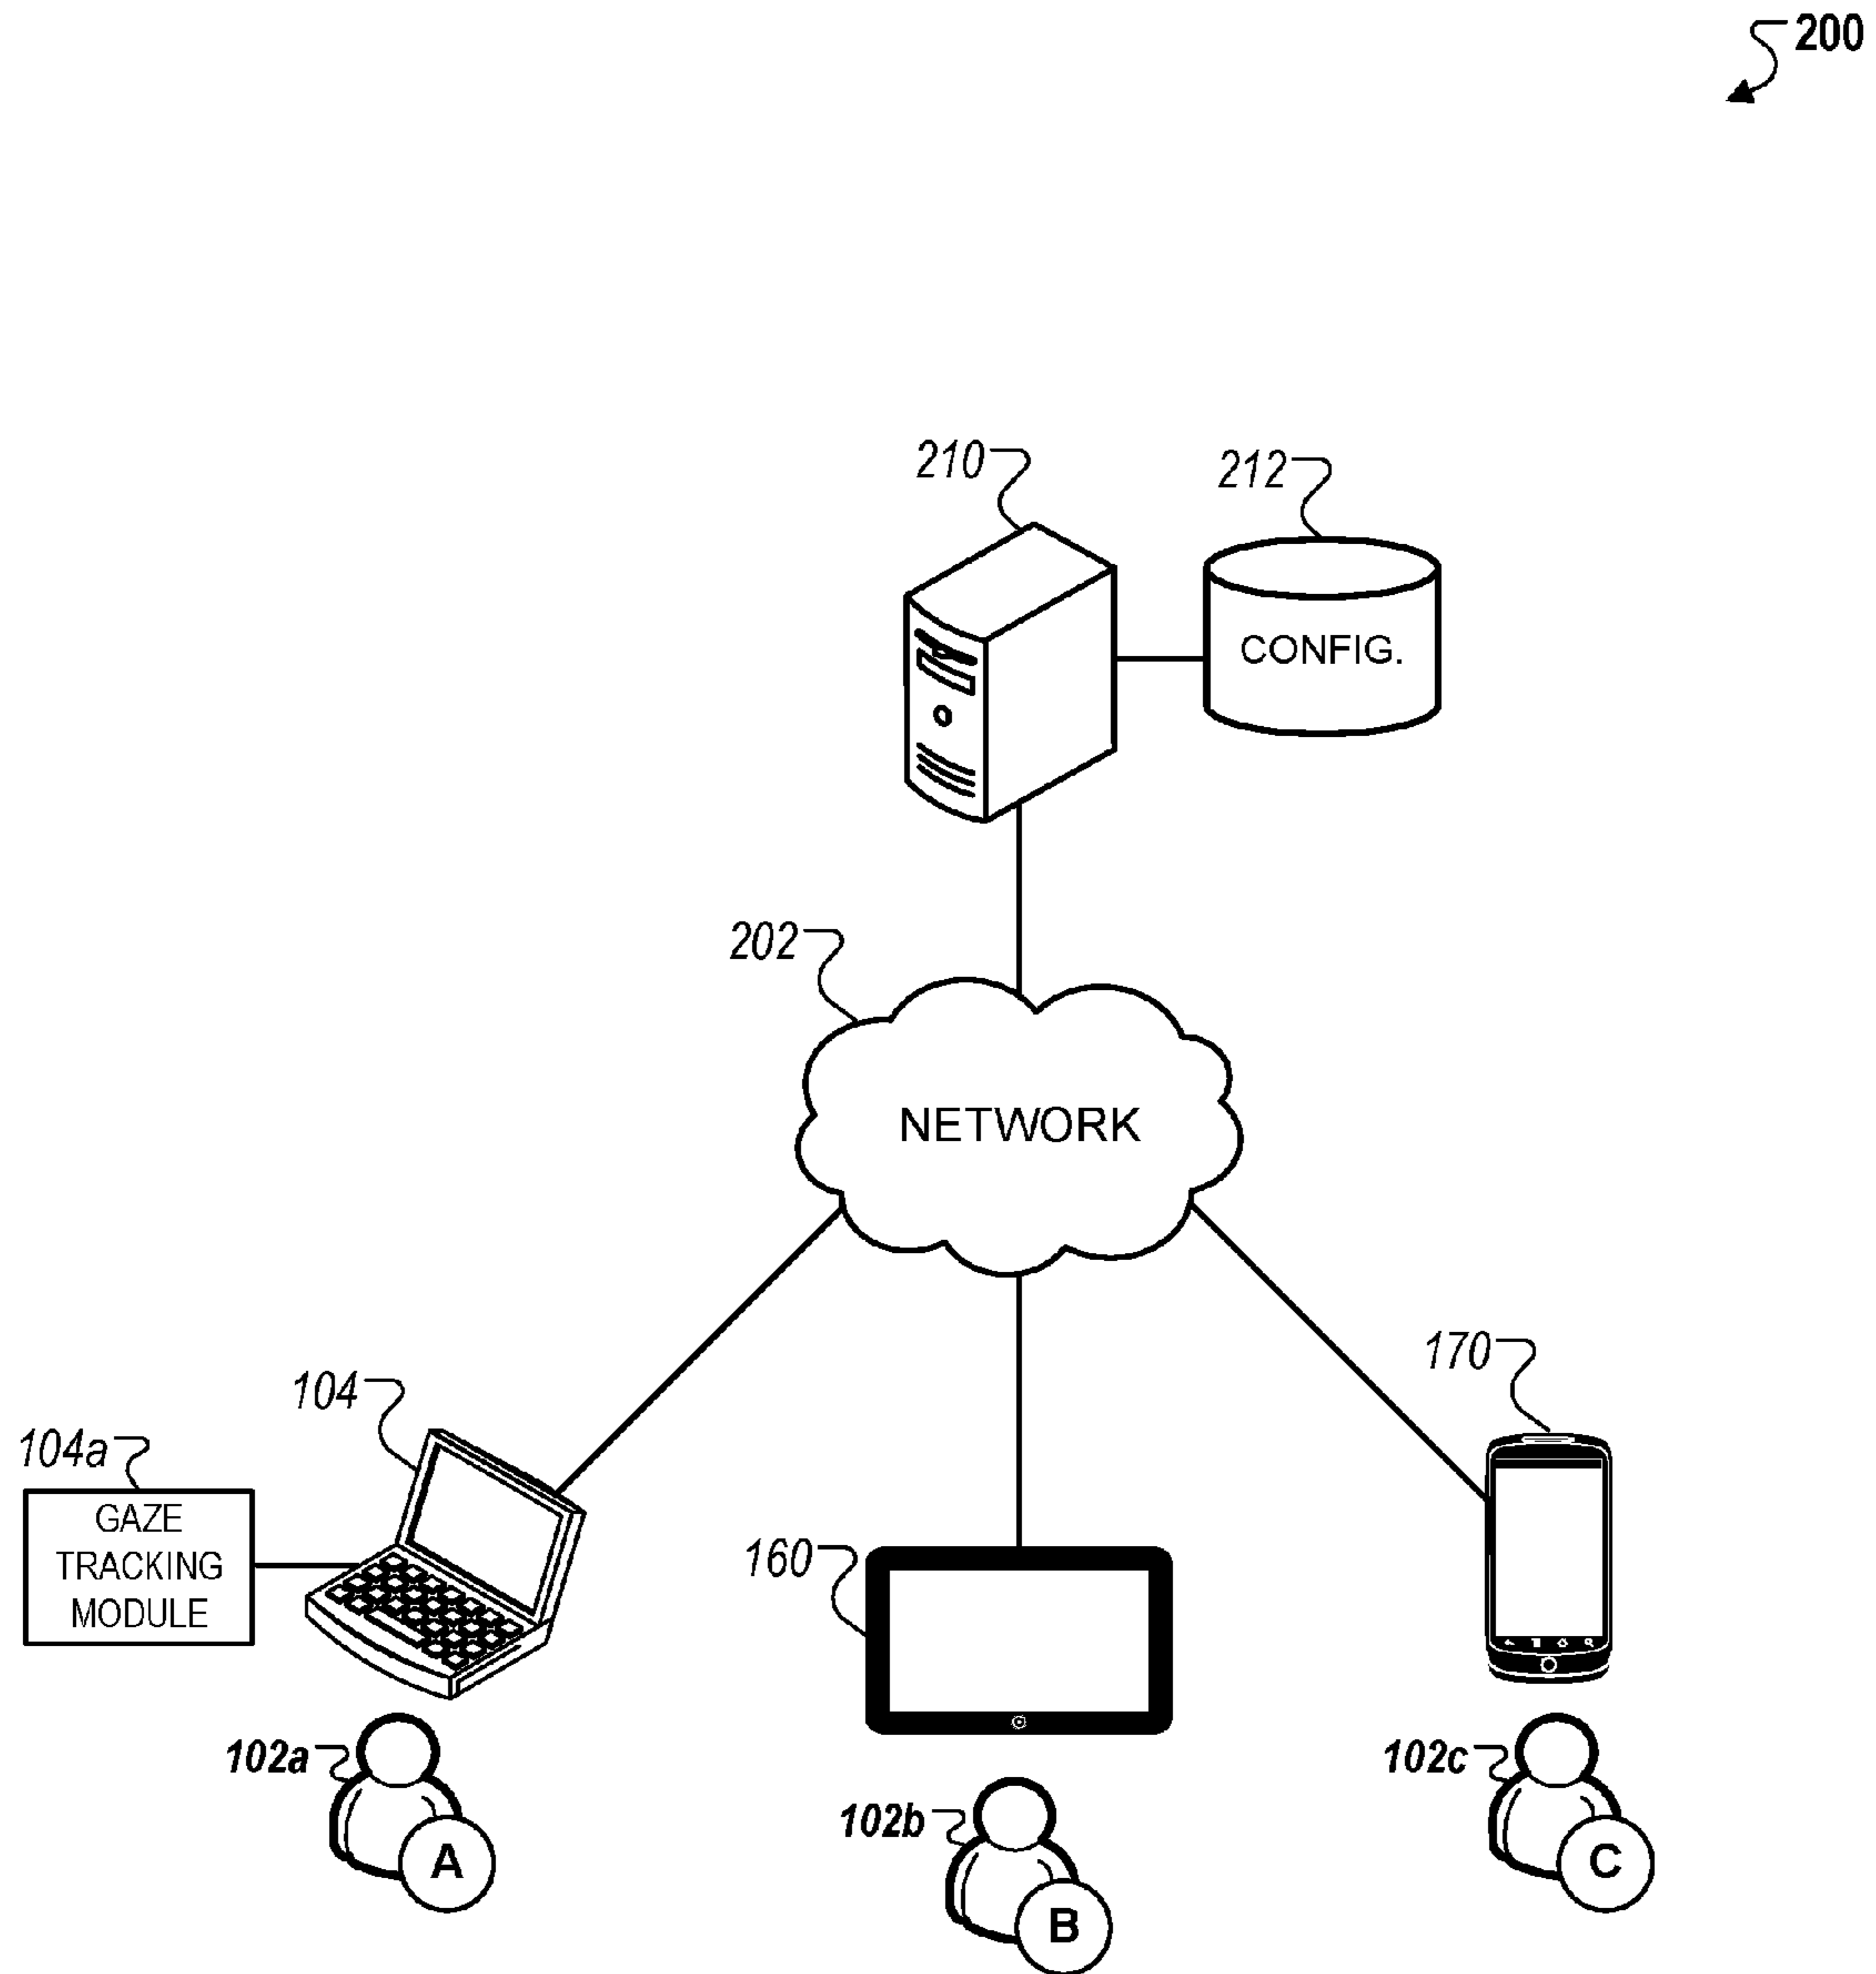 200
210
212
CONFIG.
202
NETWORK
170
104
104a
GAZE
TRACKING
MODULE
160
102a
102c
102b
A
C
B